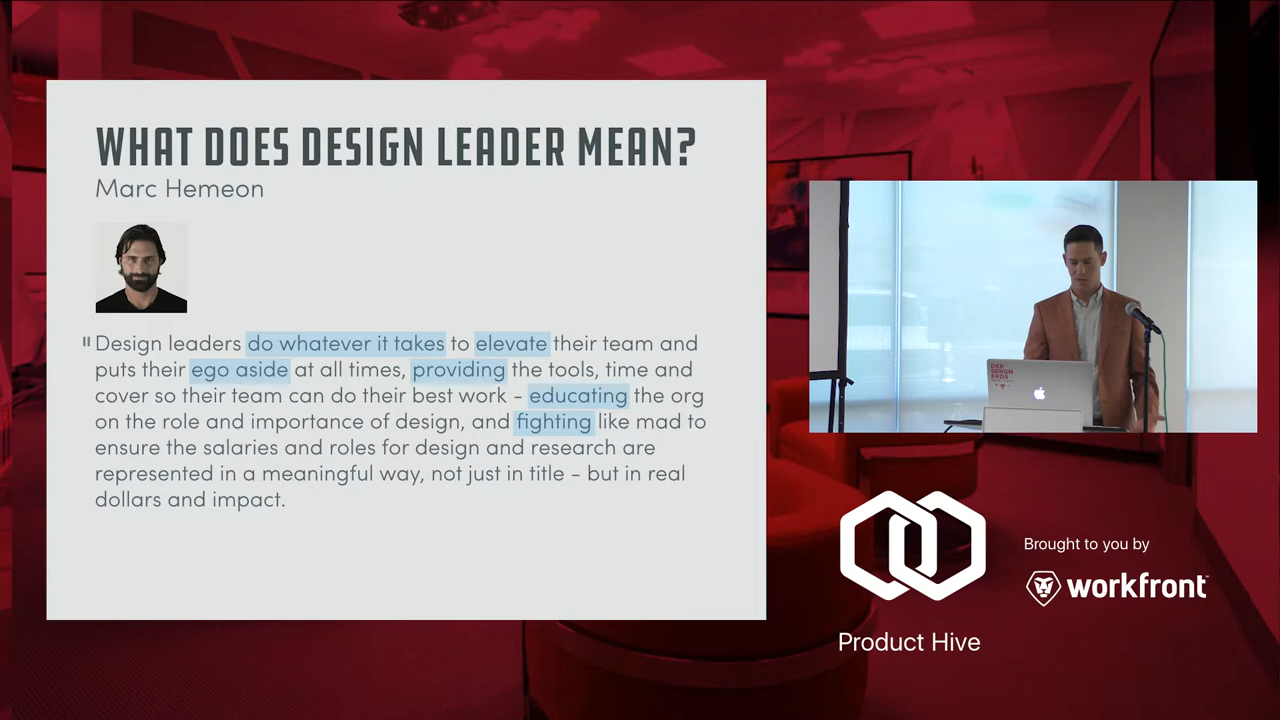 WHAT DOES DESIGN LEADER MEAN?
Marc Hemeon
"Design leaders do whatever it takes to elevate their team and
puts their ego aside at all times, providing the tools, time and
cover so their team can do their best work - educating the org
on the role and importance of design, and fighting like mad to
ensure the salaries and roles for design and research are
represented in a meaningful way, not just in title - but in real
dollars and impact.
DER
GERON
ERDS
Product Hive
Brought to you by
workfront